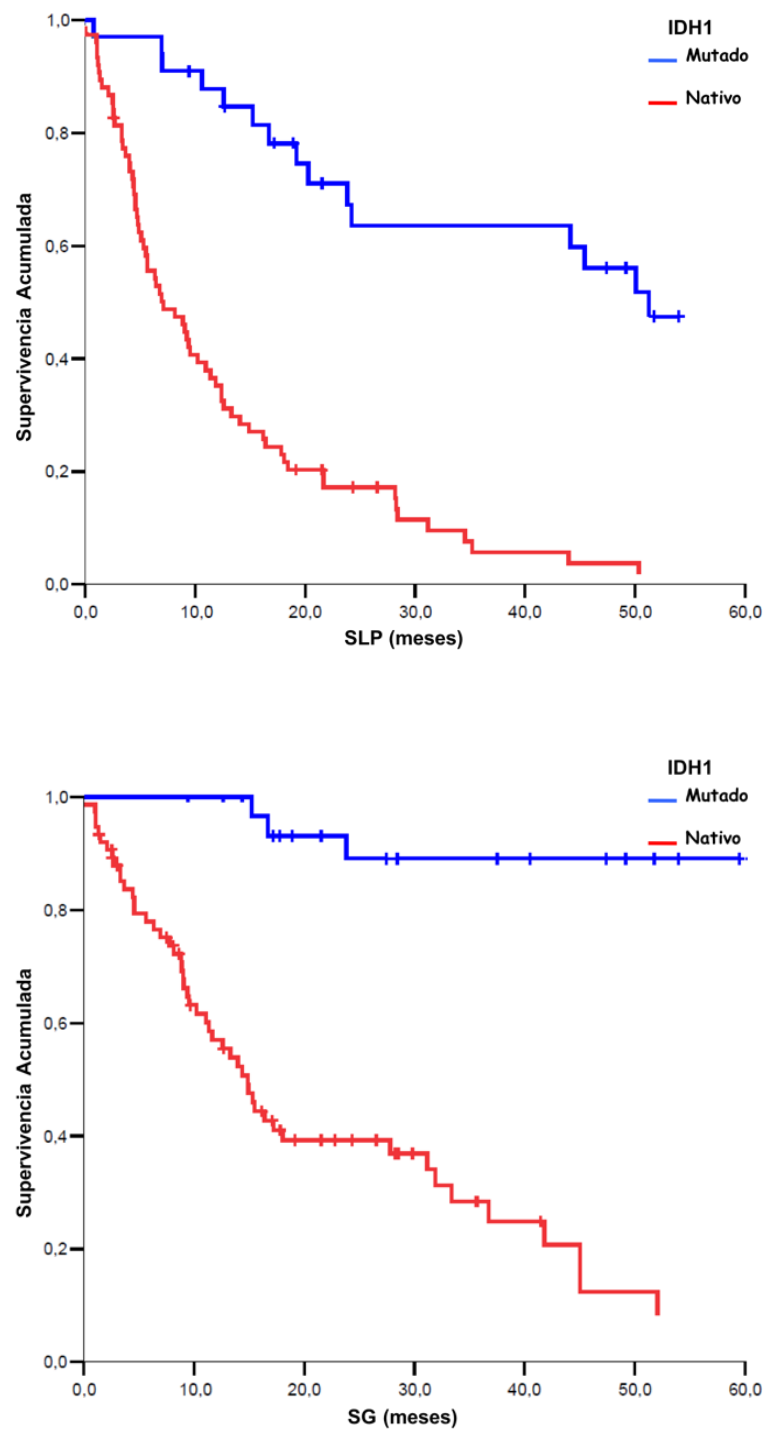 IDH1
Mutado
Nativo
Supervivencia Acumulada
1,0
0,8
0,6
0,4
0,2
0,0
0,0 10,0 20,0 30,0 40,0 50,0 60,0
SLP (meses)
IDH1
Mutado
Nativo
Supervivencia Acumulada
1,0
0,8
0,6
0,4
0,2
0,0
0,0 10,0 20,0 30,0 40,0 50,0 60,0
SG (meses)